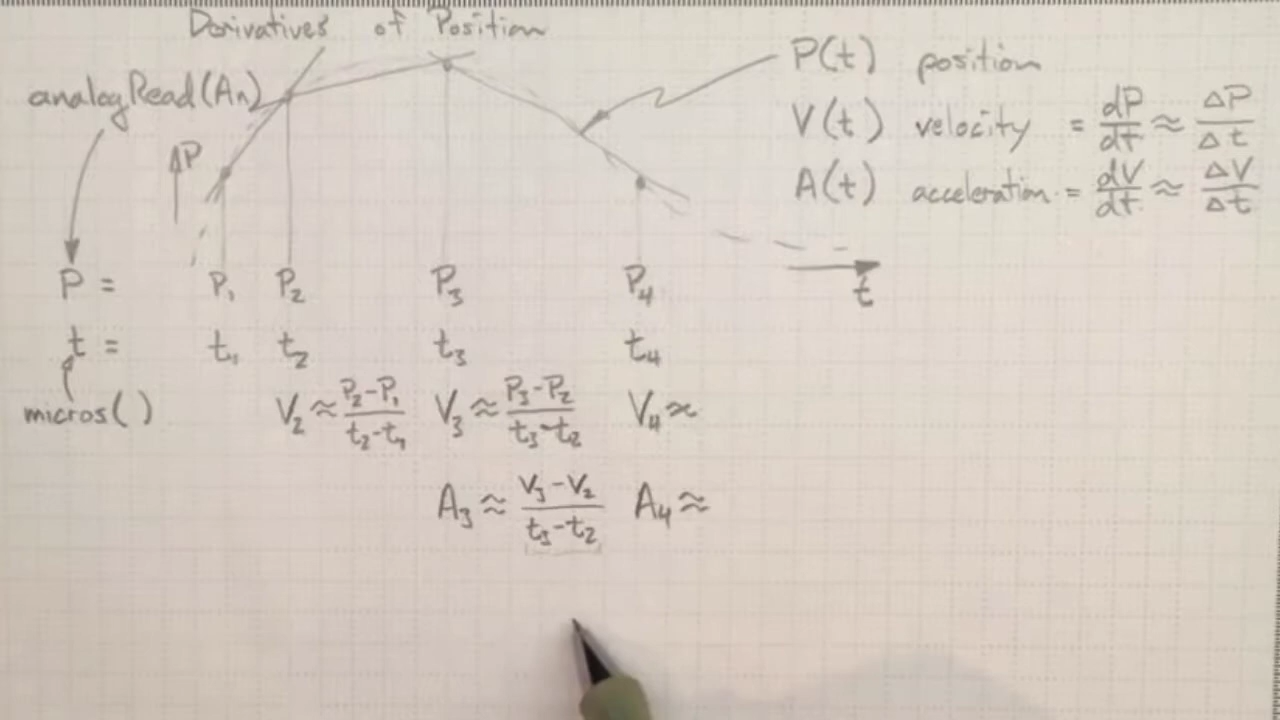 Derivatives of Position
analogRead(An)
P
P(t) position
V(t) velocity = dP/dt ≈ ΔP/Δt
A(t) acceleration = dV/dt ≈ ΔV/Δt
P = P₁ P₂ P₃ P₄
t
t = t₁ t₂ t₃ t₄
micros()
V₂ ≈ P₂-P₁/t₂-t₁ V₃ ≈ P₃-P₂/t₃-t₂ V₄ ≈
A₃ ≈ V₃-V₂/t₃-t₂ A₄ ≈